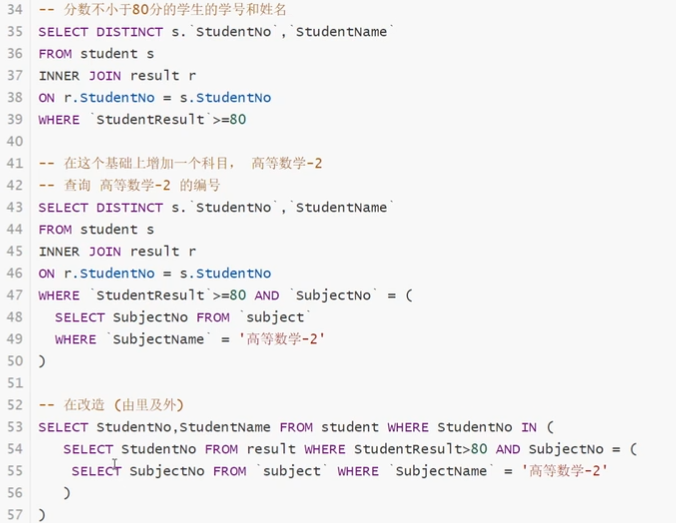 34 -- 分数不小于80分的学生的学号和姓名
35 SELECT DISTINCT s.`StudentNo`,`StudentName`
36 FROM student s
37 INNER JOIN result r
38 ON r.StudentNo = s.StudentNo
39 WHERE `StudentResult`>=80
40
41 -- 在这个基础上增加一个科目， 高等数学-2
42 -- 查询 高等数学-2 的编号
43 SELECT DISTINCT s.`StudentNo`,`StudentName`
44 FROM student s
45 INNER JOIN result r
46 ON r.StudentNo = s.StudentNo
47 WHERE `StudentResult`>=80 AND `SubjectNo` = (
48   SELECT SubjectNo FROM `subject`
49   WHERE `SubjectName` = '高等数学-2'
50 )
51
52 -- 在改造 (由里及外)
53 SELECT StudentNo,StudentName FROM student WHERE StudentNo IN (
54    SELECT StudentNo FROM result WHERE StudentResult>80 AND SubjectNo = (
55     SELECT SubjectNo FROM `subject` WHERE `SubjectName` = '高等数学-2'
56    )
57 )